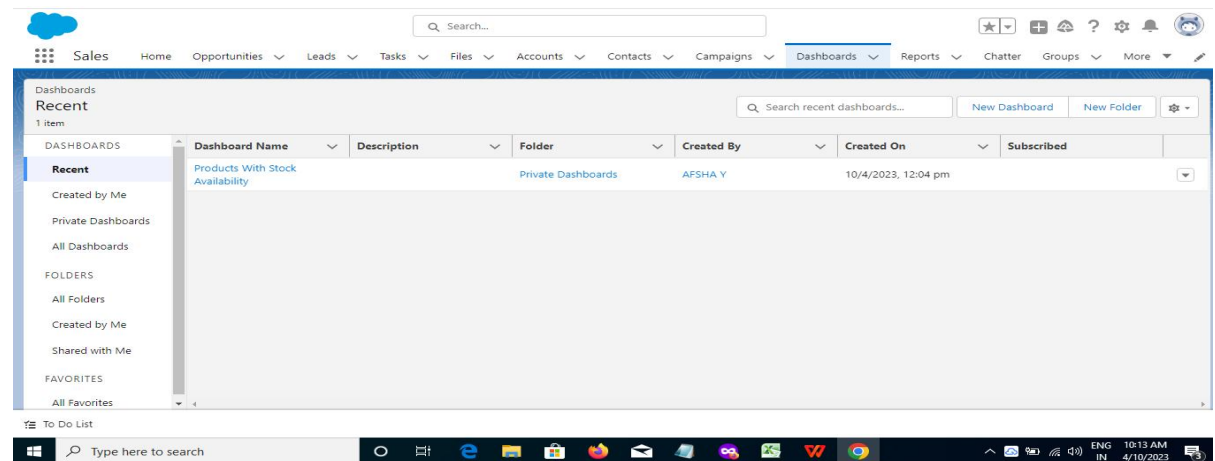 Search...
Sales Home Opportunities Leads Tasks Files Accounts Contacts Campaigns Dashboards Reports Chatter Groups More
Dashboards
Recent
1 item
Search recent dashboards...
New Dashboard
New Folder
DASHBOARDS
Recent
Created by Me
Private Dashboards
All Dashboards
FOLDERS
All Folders
Created by Me
Shared with Me
FAVORITES
All Favorites
Dashboard Name Description Folder Created By Created On Subscribed
Products With Stock
Availability
Private Dashboards AFSHA Y 10/4/2023, 12:04 pm
To Do List
Type here to search
ENG
IN
10:13 AM
4/10/2023
3